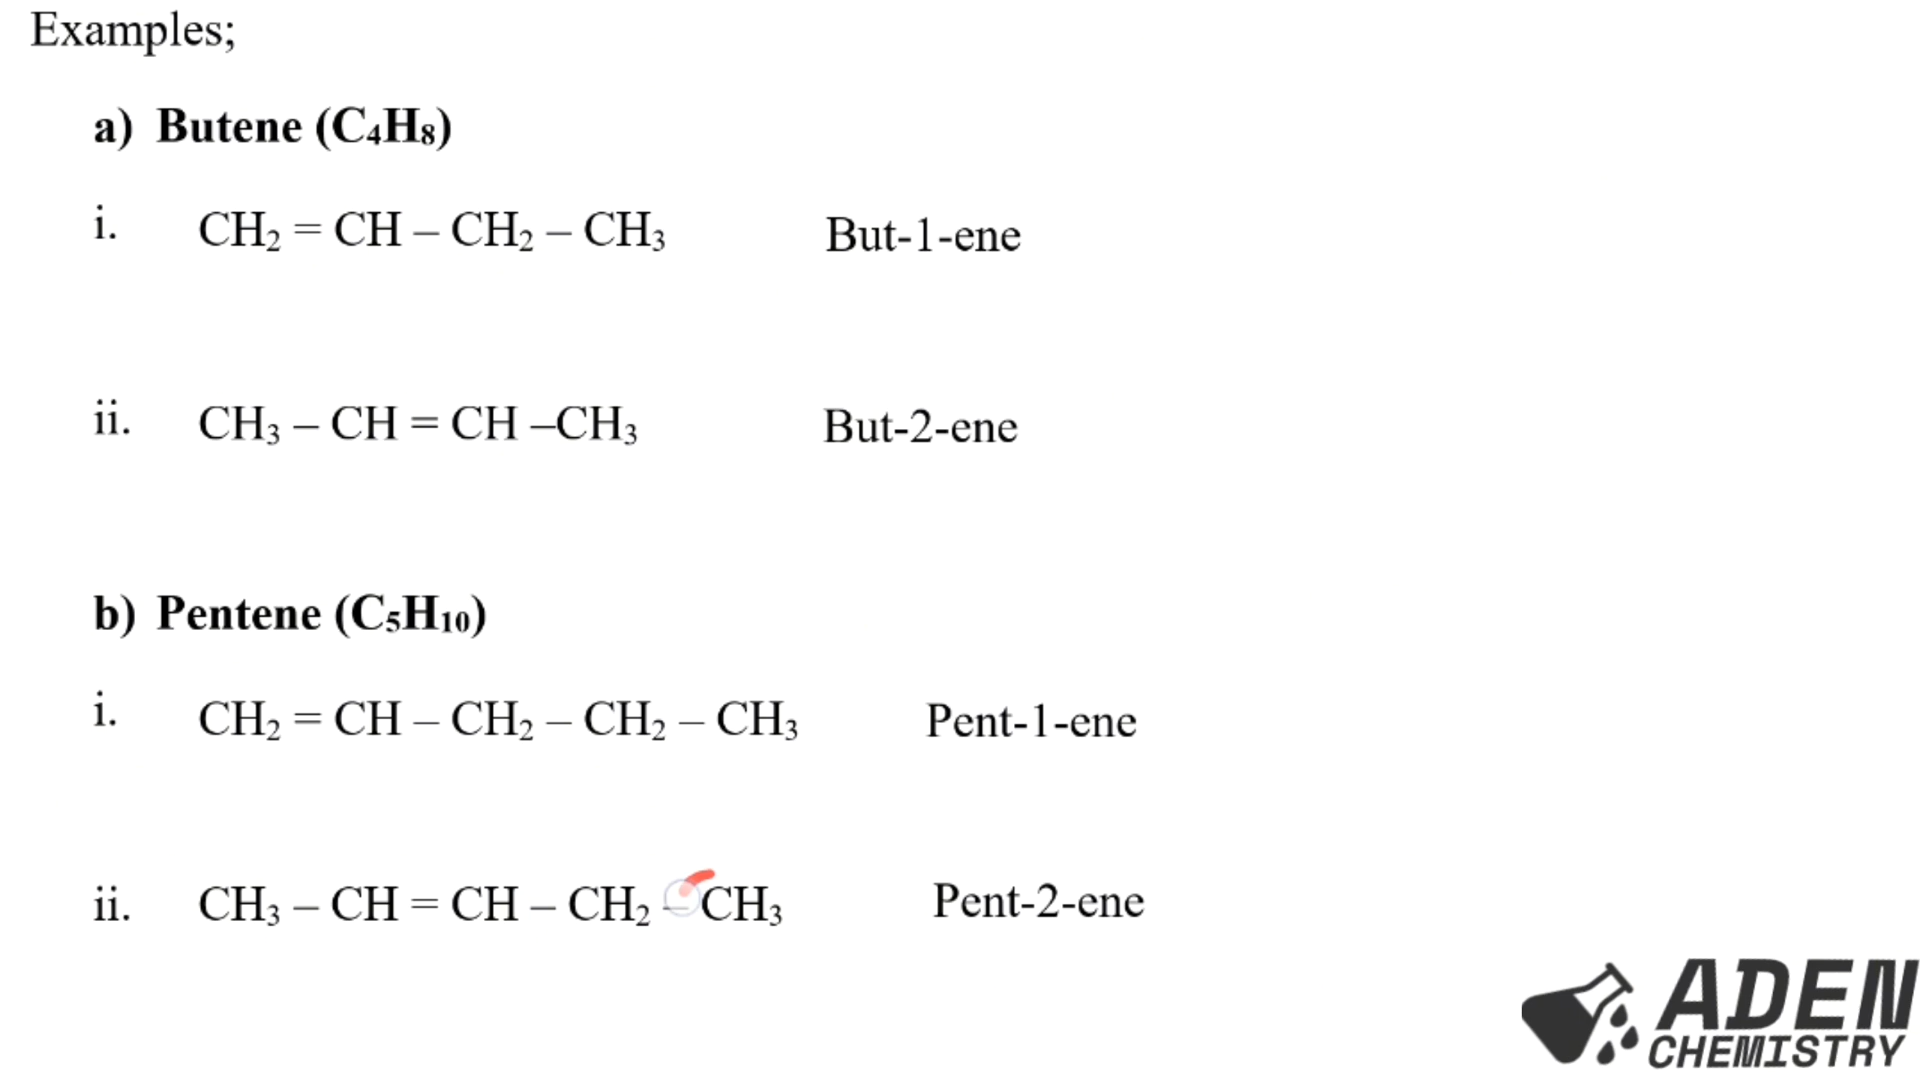 Examples;
a) Butene (C₄H₈)
i. CH₂ = CH – CH₂ – CH₃ But-1-ene
ii. CH₃ – CH = CH –CH₃ But-2-ene
b) Pentene (C₅H₁₀)
i. CH₂ = CH – CH₂ – CH₂ – CH₃ Pent-1-ene
ii. CH₃ – CH = CH – CH₂ – CH₃ Pent-2-ene
ADEN
CHEMISTRY